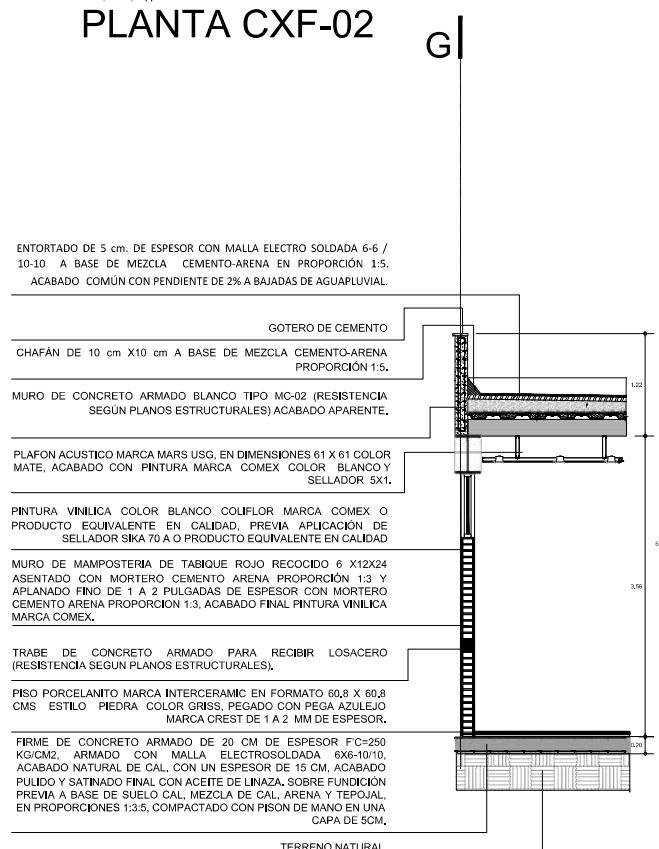 PLANTA CXF-02
G
ENTORTADO DE 5 cm. DE ESPESOR CON MALLA ELECTRO SOLDADA 6-6 /
10-10 A BASE DE MEZCLA CEMENTO-ARENA EN PROPORCIÓN 1:5.
ACABADO COMÚN CON PENDIENTE DE 2% A BAJADAS DE AGUAPLUVIAL.
GOTERO DE CEMENTO
CHAFÁN DE 10 cm X10 cm A BASE DE MEZCLA CEMENTO-ARENA
PROPORCIÓN 1:5.
MURO DE CONCRETO ARMADO BLANCO TIPO MC-02 (RESISTENCIA
SEGÚN PLANOS ESTRUCTURALES) ACABADO APARENTE.
PLAFON ACUSTICO MARCA MARS USG, EN DIMENSIONES 61 X 61 COLOR
MATE, ACABADO CON PINTURA MARCA COMEX COLOR BLANCO Y
SELLADOR 5X1.
PINTURA VINILICA COLOR BLANCO COLIFLOR MARCA COMEX O
PRODUCTO EQUIVALENTE EN CALIDAD, PREVIA APLICACIÓN DE
SELLADOR SIKA 70 A O PRODUCTO EQUIVALENTE EN CALIDAD
MURO DE MAMPOSTERIA DE TABIQUE ROJO RECOCIDO 6 X12X24
ASENTADO CON MORTERO CEMENTO ARENA PROPORCIÓN 1:3 Y
APLANADO FINO DE 1 A 2 PULGADAS DE ESPESOR CON MORTERO
CEMENTO ARENA PROPORCION 1:3, ACABADO FINAL PINTURA VINILICA
MARCA COMEX.
TRABE DE CONCRETO ARMADO PARA RECIBIR LOSACERO
(RESISTENCIA SEGUN PLANOS ESTRUCTURALES).
PISO PORCELANITO MARCA INTERCERAMIC EN FORMATO 60.8 X 60.8
CMS ESTILO PIEDRA COLOR GRISS, PEGADO CON PEGA AZULEJO
MARCA CREST DE 1 A 2 MM DE ESPESOR.
FIRME DE CONCRETO ARMADO DE 20 CM DE ESPESOR F'C=250
KG/CM2, ARMADO CON MALLA ELECTROSOLDADA 6X6-10/10,
ACABADO NATURAL DE CAL, CON UN ESPESOR DE 15 CM, ACABADO
PULIDO Y SATINADO FINAL CON ACEITE DE LINAZA. SOBRE FUNDICIÓN
PREVIA A BASE DE SUELO CAL, MEZCLA DE CAL, ARENA Y TEPOJAL,
EN PROPORCIONES 1:3:5, COMPACTADO CON PISON DE MANO EN UNA
CAPA DE 5CM.
TERRENO NATURAL
1.22
5
3.58
0.20